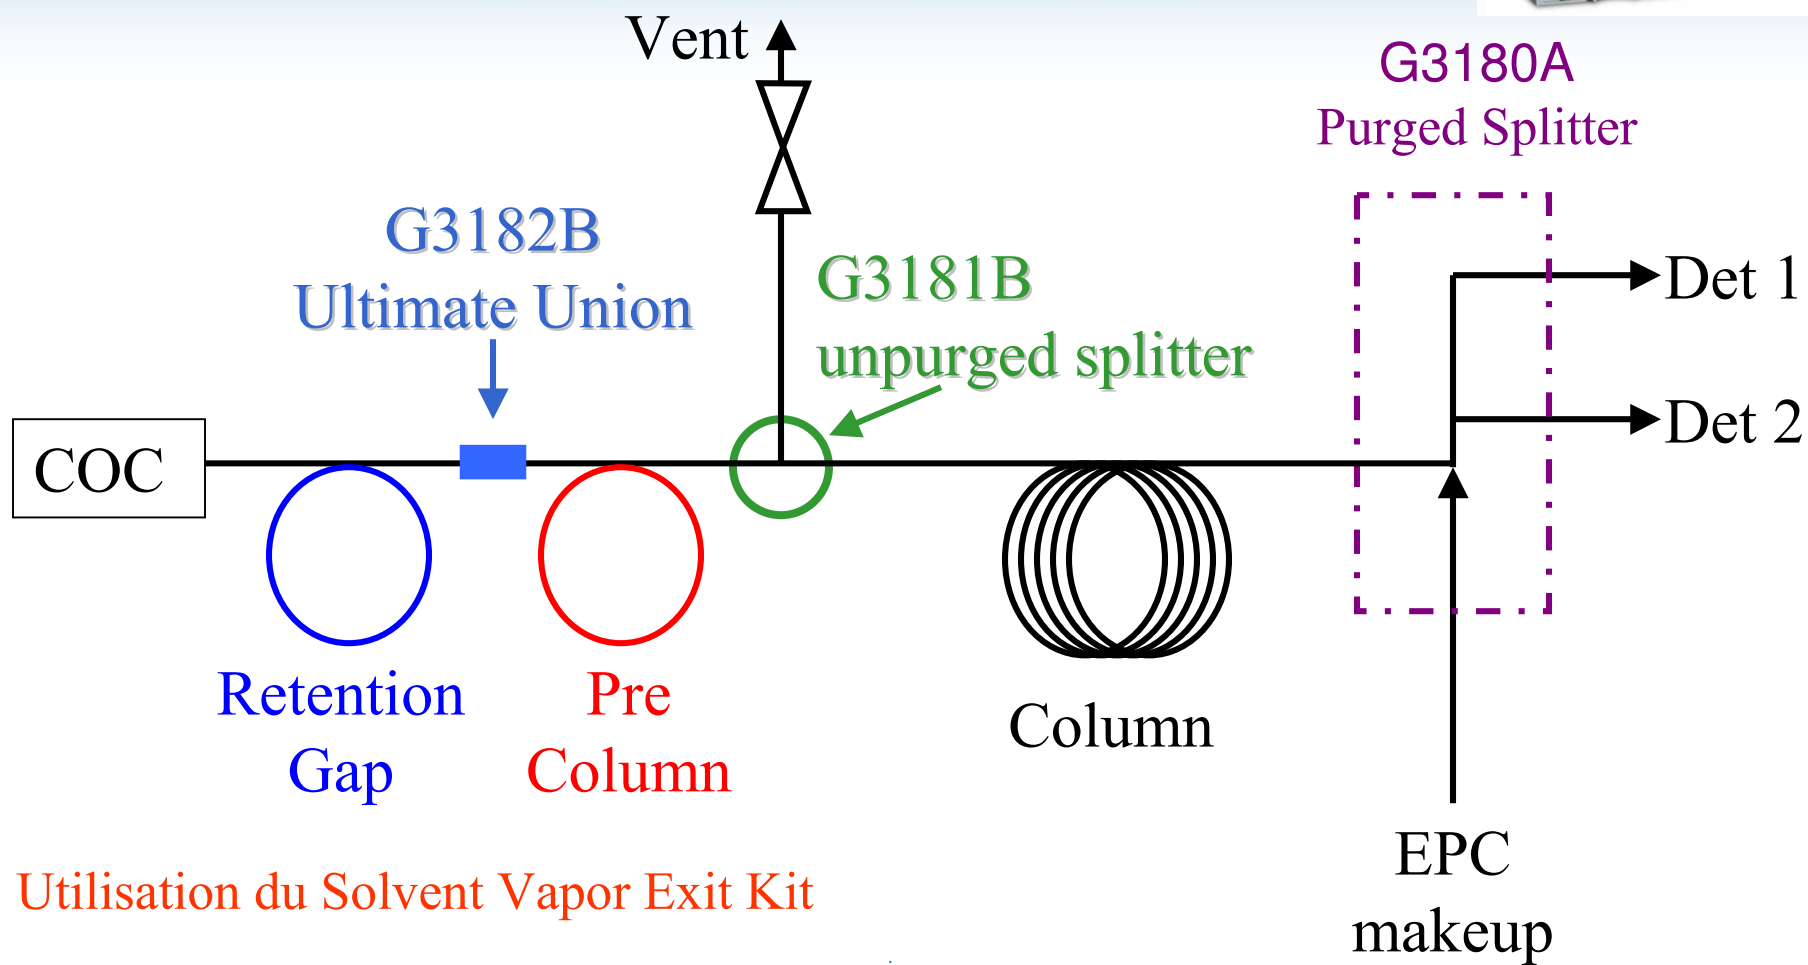 Vent
G3180A
Purged Splitter
G3182B
Ultimate Union
G3181B
unpurged splitter
Det 1
Det 2
COC
Retention
Gap
Pre
Column
Column
EPC
makeup
Utilisation du Solvent Vapor Exit Kit